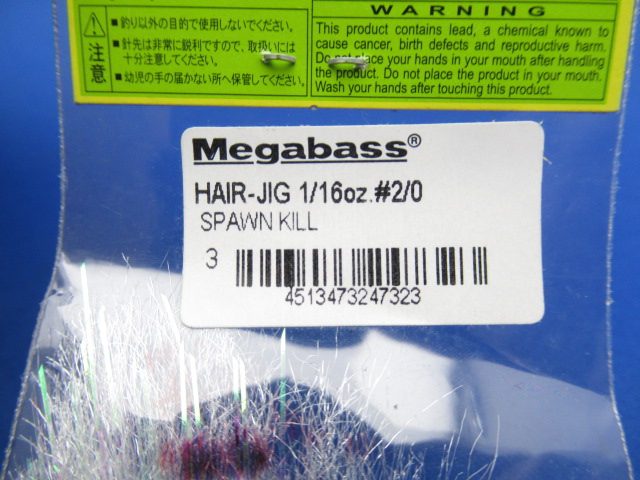 WARNING
注意
■釣り以外の目的で使用しないでください。
■針先は非常に鋭利ですので、取扱いには
十分注意してください。
■幼児の手の届かない所へ保管してください。
This product contains lead, a chemical known to
cause cancer, birth defects and reproductive harm.
Do not place your hands in your mouth after handling
the product. Do not place the product in your mouth.
Wash your hands after touching this product.
Megabass®
HAIR-JIG 1/16oz.#2/0
SPAWN KILL
3
4513473247323